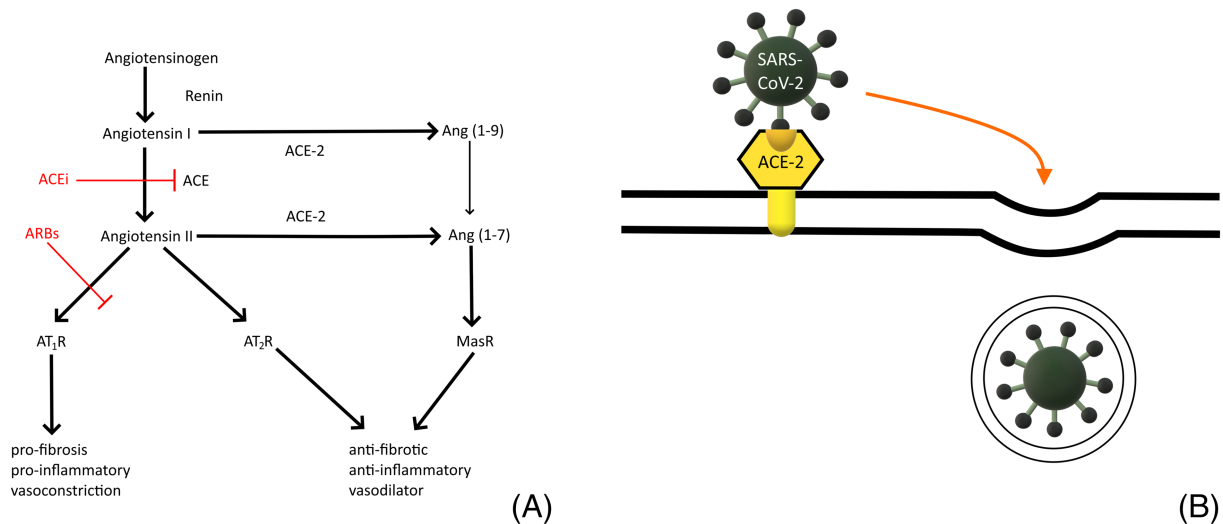 Angiotensinogen
Renin
Angiotensin I
ACE-2
Ang (1-9)
ACEi
ACE
ARBs
Angiotensin II
ACE-2
Ang (1-7)
AT1R
AT2R
MasR
pro-fibrosis
pro-inflammatory
vasoconstriction
anti-fibrotic
anti-inflammatory
vasodilator
(A)
SARS-
CoV-2
ACE-2
(B)